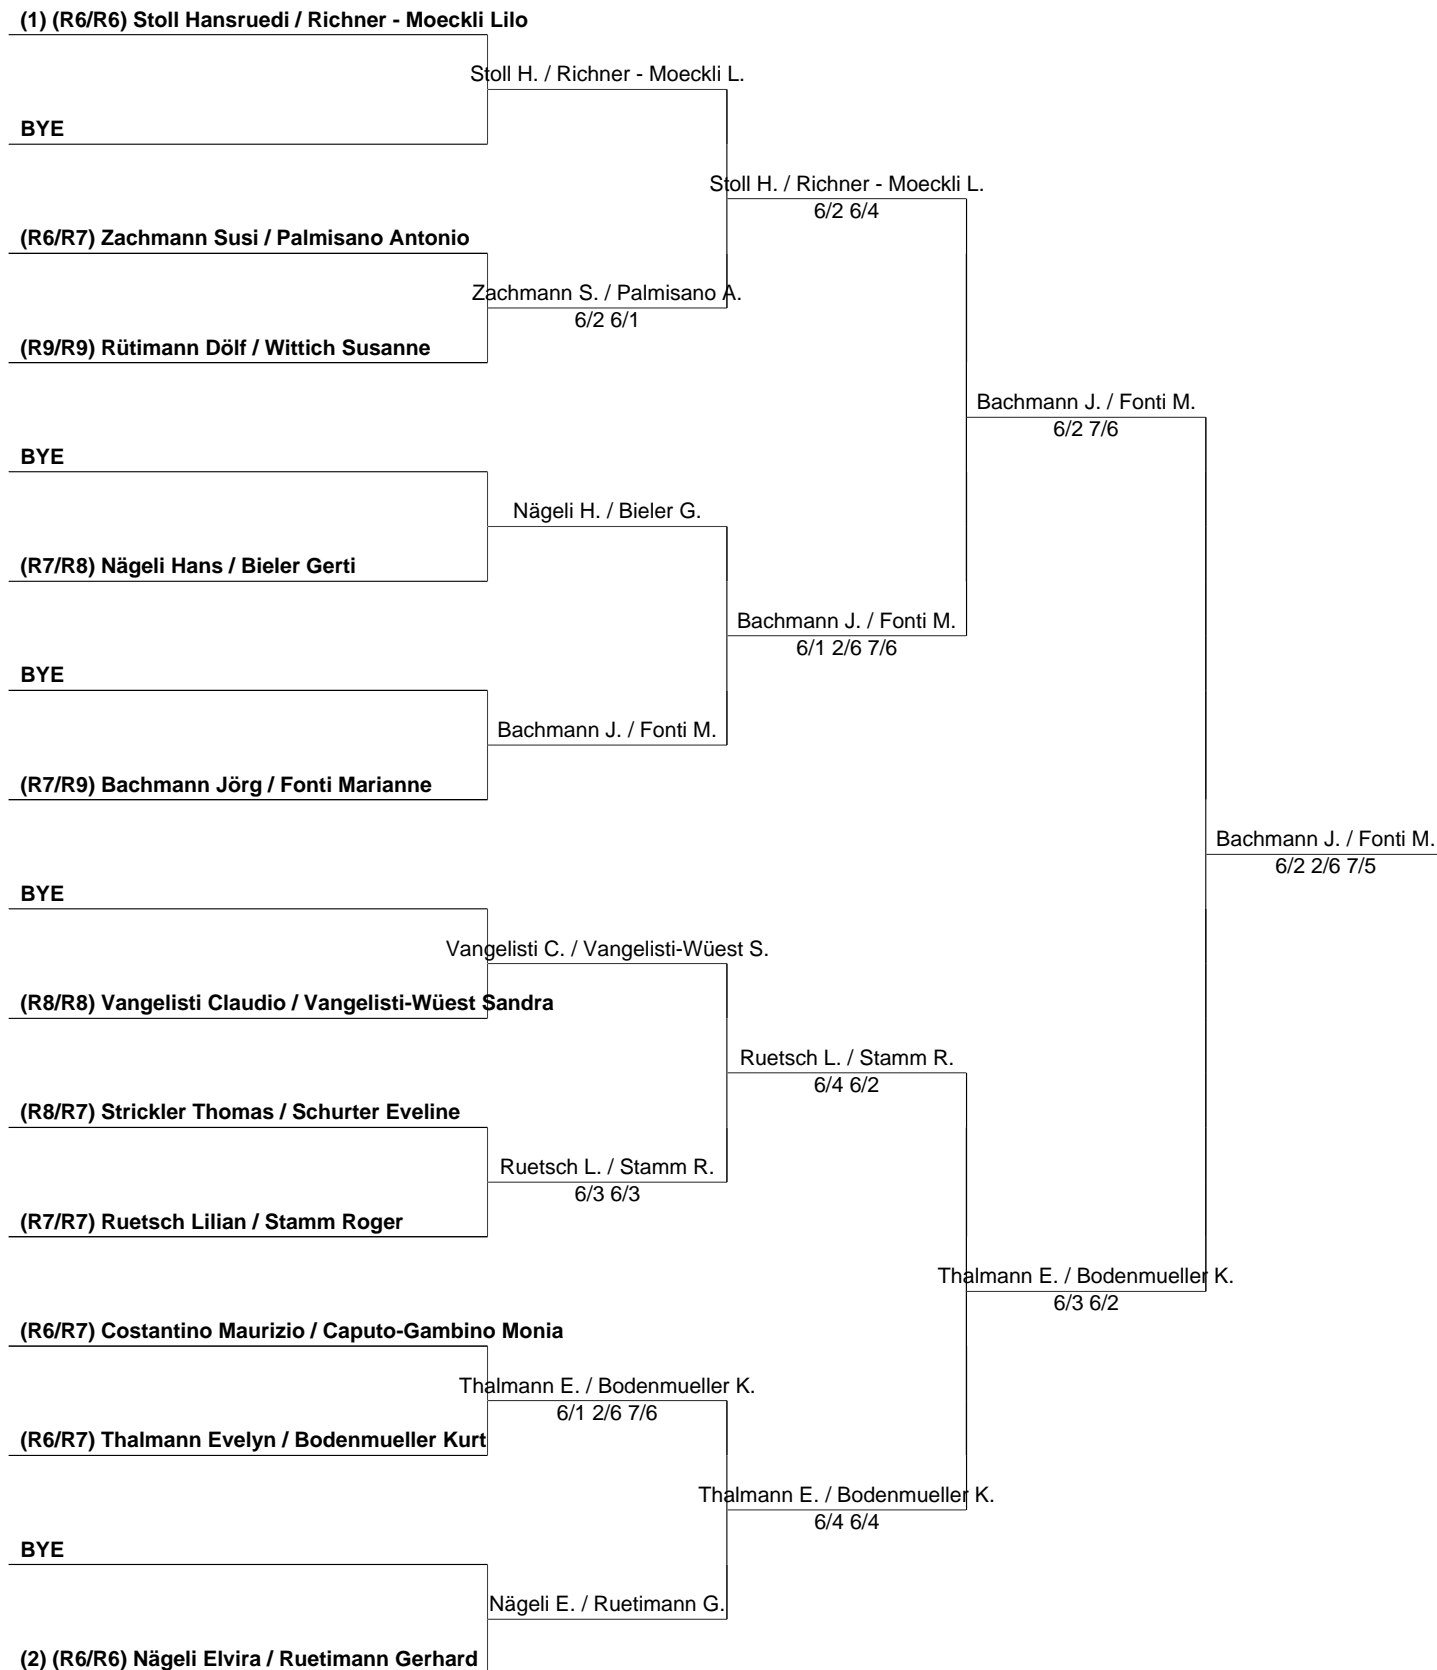 (1) (R6/R6) Stoll Hansruedi / Richner - Moeckli Lilo
Stoll H. / Richner - Moeckli L.
BYE
Stoll H. / Richner - Moeckli L.
6/2 6/4
(R6/R7) Zachmann Susi / Palmisano Antonio
Zachmann S. / Palmisano A.
6/2 6/1
(R9/R9) Rütimann Dölf / Wittich Susanne
Bachmann J. / Fonti M.
6/2 7/6
BYE
Nägeli H. / Bieler G.
(R7/R8) Nägeli Hans / Bieler Gerti
Bachmann J. / Fonti M.
6/1 2/6 7/6
BYE
Bachmann J. / Fonti M.
(R7/R9) Bachmann Jörg / Fonti Marianne
Bachmann J. / Fonti M.
6/2 2/6 7/5
BYE
Vangelisti C. / Vangelisti-Wüest S.
(R8/R8) Vangelisti Claudio / Vangelisti-Wüest Sandra
Ruetsch L. / Stamm R.
6/4 6/2
(R8/R7) Strickler Thomas / Schurter Eveline
Ruetsch L. / Stamm R.
6/3 6/3
(R7/R7) Ruetsch Lilian / Stamm Roger
Thalmann E. / Bodenmueller K.
6/3 6/2
(R6/R7) Costantino Maurizio / Caputo-Gambino Monia
Thalmann E. / Bodenmueller K.
6/1 2/6 7/6
(R6/R7) Thalmann Evelyn / Bodenmueller Kurt
Thalmann E. / Bodenmueller K.
6/4 6/4
BYE
Nägeli E. / Ruetimann G.
(2) (R6/R6) Nägeli Elvira / Ruetimann Gerhard